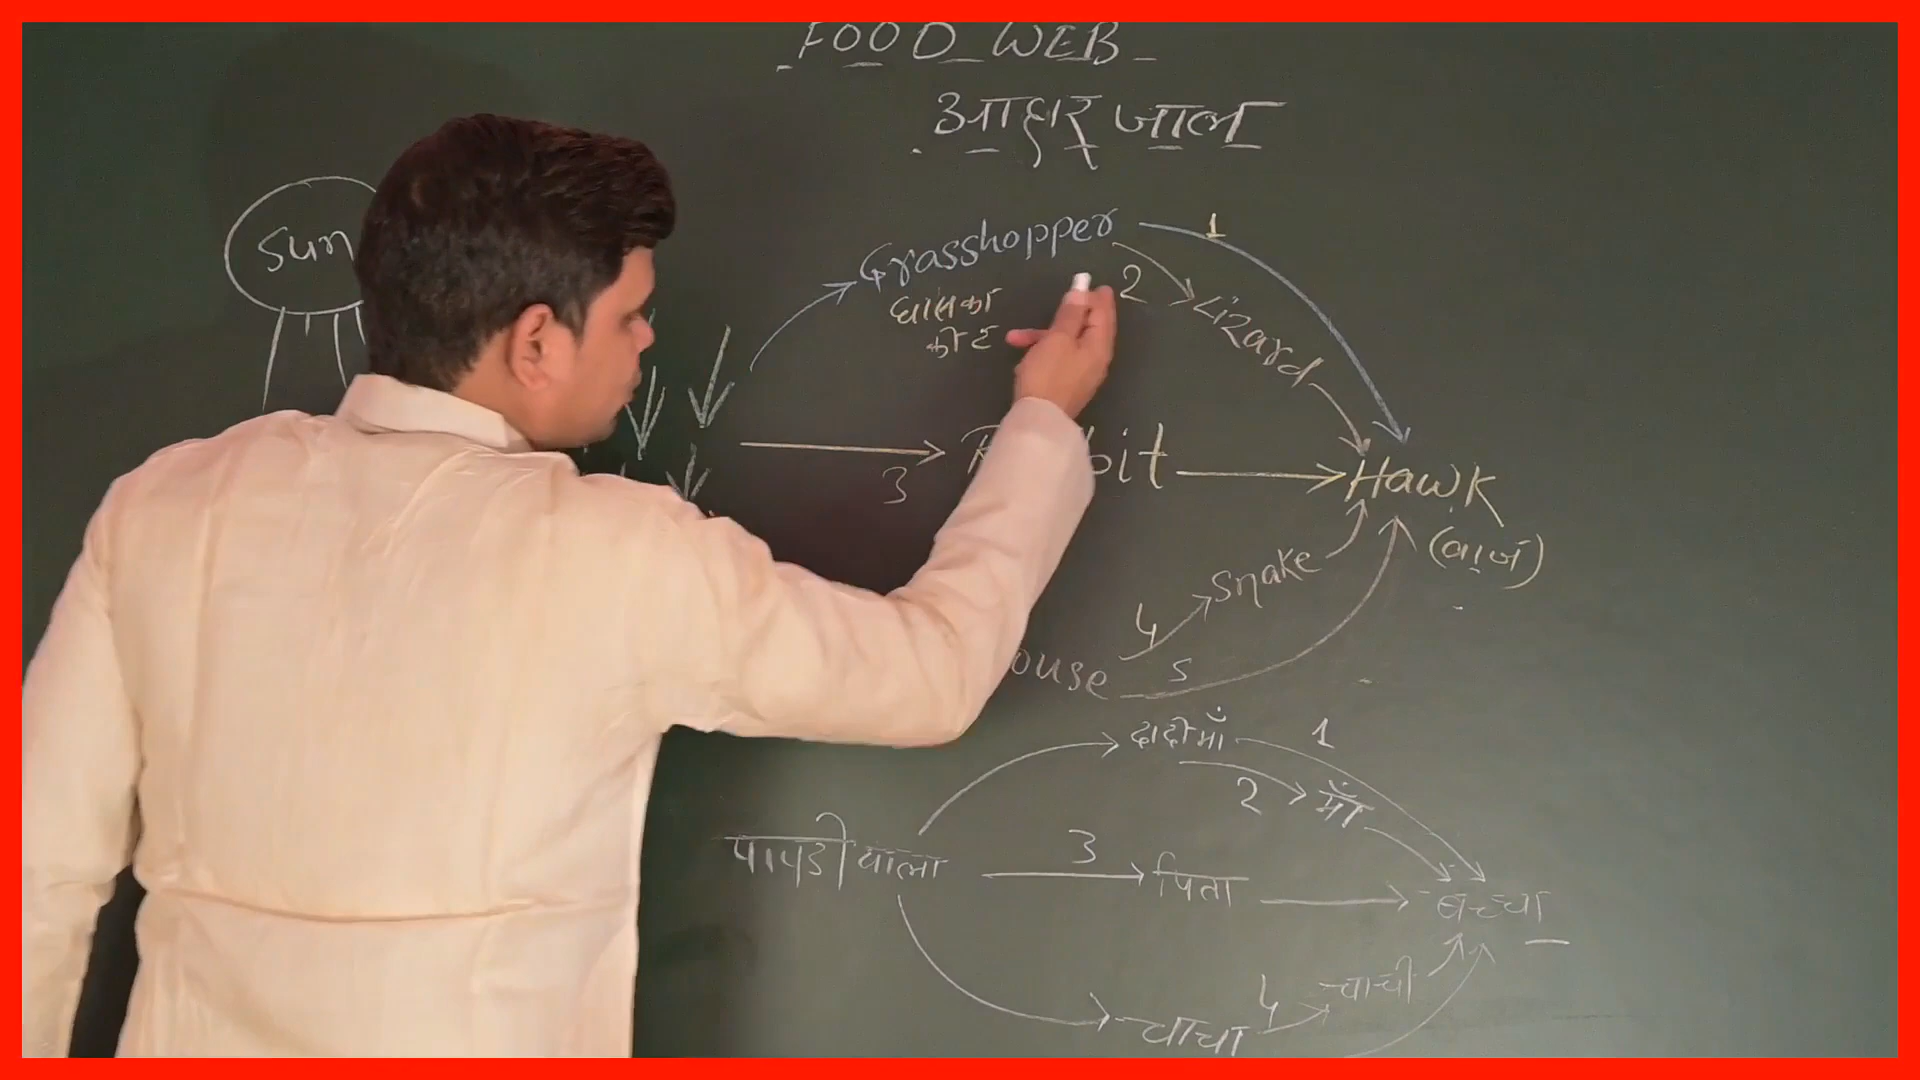 FOOD WEB
आहार जाल
Sun
Grasshopper
1
घास का
कीट
2
Lizard
3
bit
Hawk
(बाज)
Snake
4
ouse
5
दादी माँ
1
2
माँ
पापडी वाला
3
पिता
बच्चा
चाची
4
चाचा